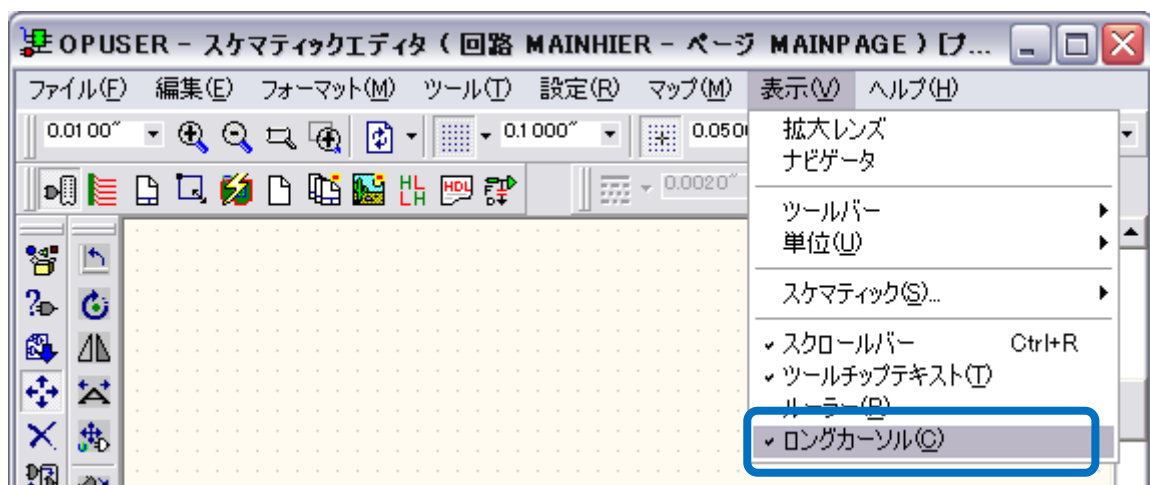 OPUSER - スケマティックエディタ ( 回路 MAINHIER - ページ MAINPAGE ) [プ...
ファイル(F) 編集(E) フォーマット(M) ツール(T) 設定(R) マップ(M) 表示(V) ヘルプ(H)
0.0100" 0.1000" 0.050
HL LH HDL 0.0020"
拡大レンズ
ナビゲータ
ツールバー
単位(U)
スケマティック(S)...
スクロールバー Ctrl+R
ツールチップテキスト(T)
ルーラー(R)
ロングカーソル(C)